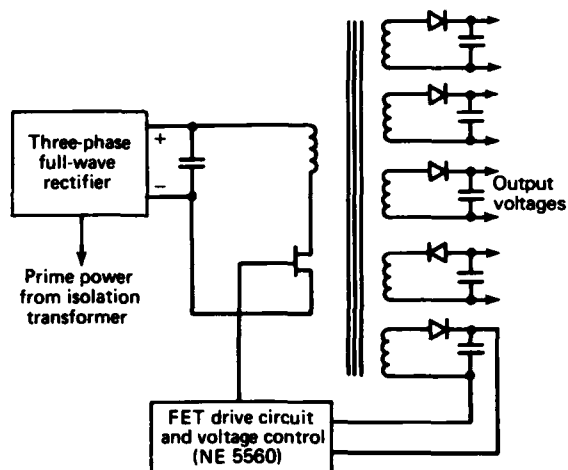 Three-phase
full-wave
rectifier
+
−
Prime power
from isolation
transformer
Output
voltages
FET drive circuit
and voltage control
(NE 5560)